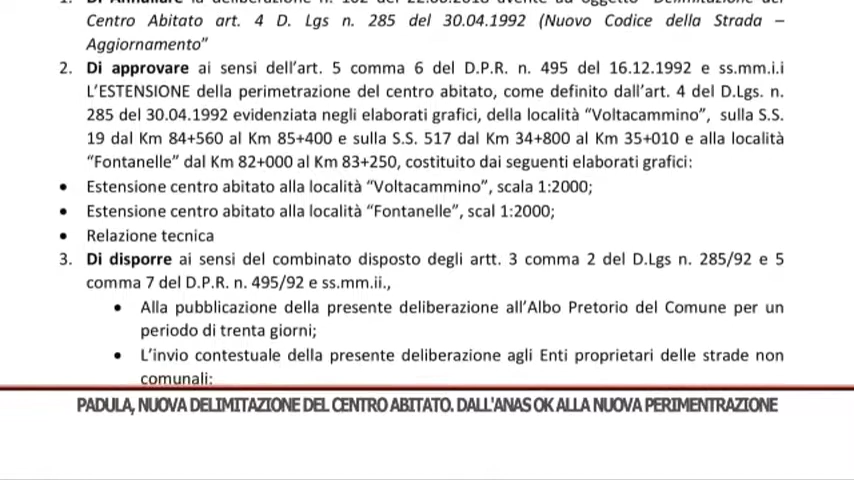 Centro Abitato art. 4 D. Lgs n. 285 del 30.04.1992 (Nuovo Codice della Strada –
Aggiornamento”
2. Di approvare ai sensi dell’art. 5 comma 6 del D.P.R. n. 495 del 16.12.1992 e ss.mm.i.i
L’ESTENSIONE della perimetrazione del centro abitato, come definito dall’art. 4 del D.Lgs. n.
285 del 30.04.1992 evidenziata negli elaborati grafici, della località “Voltacammino”, sulla S.S.
19 dal Km 84+560 al Km 85+400 e sulla S.S. 517 dal Km 34+800 al Km 35+010 e alla località
“Fontanelle” dal Km 82+000 al Km 83+250, costituito dai seguenti elaborati grafici:
• Estensione centro abitato alla località “Voltacammino”, scala 1:2000;
• Estensione centro abitato alla località “Fontanelle”, scal 1:2000;
• Relazione tecnica
3. Di disporre ai sensi del combinato disposto degli artt. 3 comma 2 del D.Lgs n. 285/92 e 5
comma 7 del D.P.R. n. 495/92 e ss.mm.ii.,
• Alla pubblicazione della presente deliberazione all’Albo Pretorio del Comune per un
periodo di trenta giorni;
• L’invio contestuale della presente deliberazione agli Enti proprietari delle strade non
comunali:
PADULA, NUOVA DELIMITAZIONE DEL CENTRO ABITATO. DALL'ANAS OK ALLA NUOVA PERIMENTRAZIONE